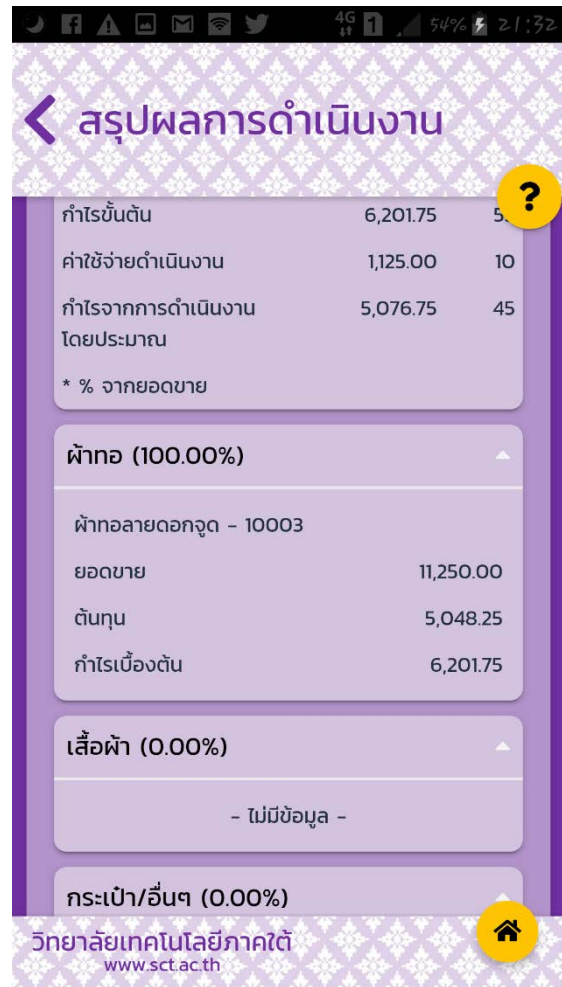 4G 1 54% 21:32
สรุปผลการดำเนินงาน
?
กำไรขั้นต้น 6,201.75
ค่าใช้จ่ายดำเนินงาน 1,125.00 10
กำไรจากการดำเนินงาน 5,076.75 45
โดยประมาณ
* % จากยอดขาย
ผ้าทอ (100.00%)
ผ้าทอลายดอกจูด - 10003
ยอดขาย 11,250.00
ต้นทุน 5,048.25
กำไรเบื้องต้น 6,201.75
เสื้อผ้า (0.00%)
- ไม่มีข้อมูล -
กระเป๋า/อื่นๆ (0.00%)
วิทยาลัยเทคโนโลยีภาคใต้
www.sct.ac.th